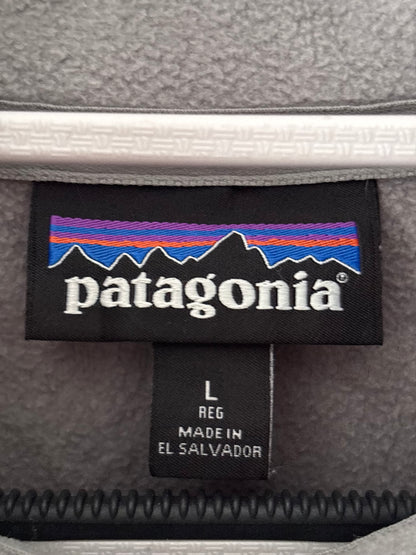 patagonia®
L
REG
MADE IN
EL SALVADOR